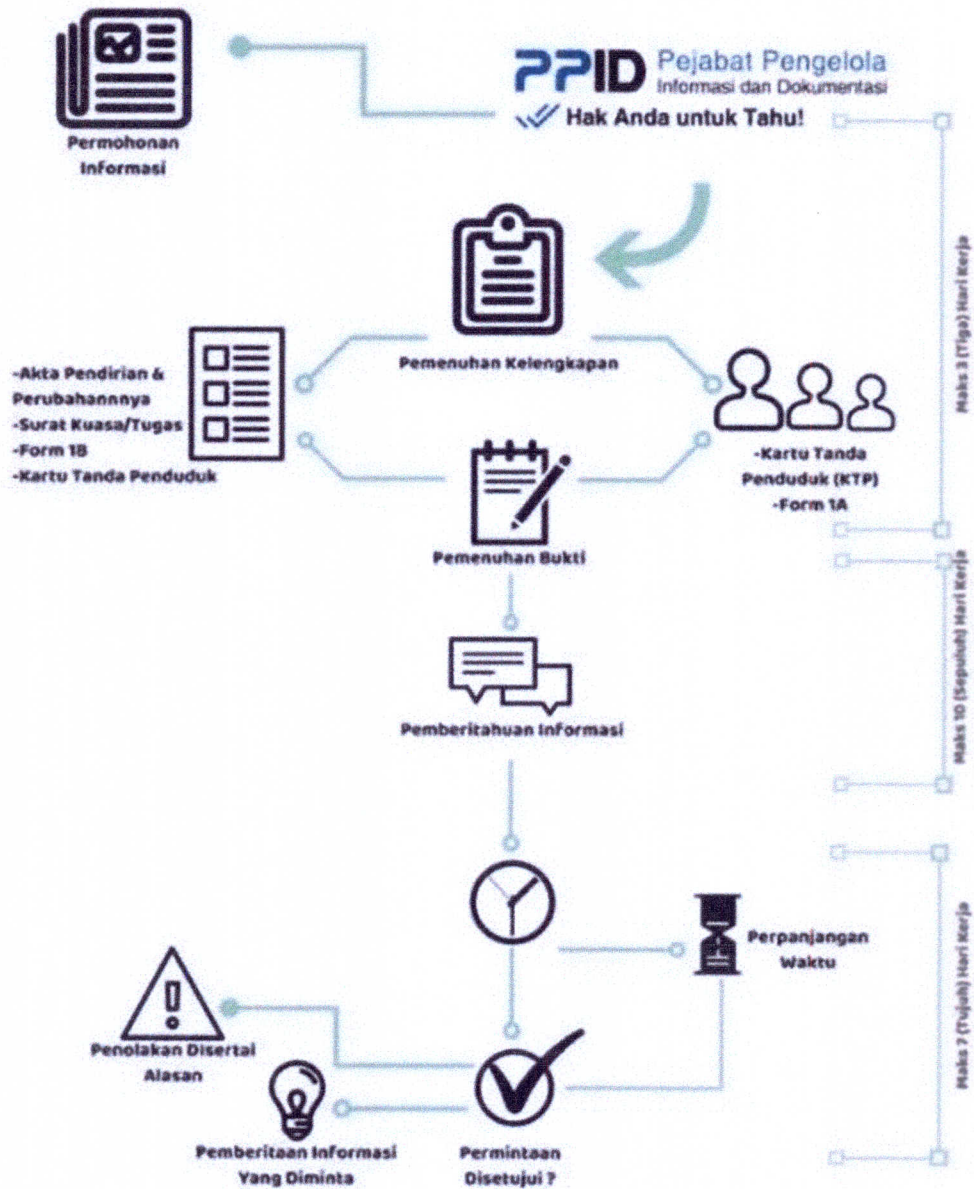 PPID Pejabat Pengelola
Informasi dan Dokumentasi
Hak Anda untuk Tahu!
Permohonan
Informasi
Maks 3 (Tiga) Hari Kerja
Pemenuhan Kelengkapan
-Akta Pendirian &
Perubahannnya
-Surat Kuasa/Tugas
-Form 1B
-Kartu Tanda Penduduk
-Kartu Tanda
Penduduk (KTP)
-Form 1A
Pemenuhan Bukti
Maks 10 (Sepuluh) Hari Kerja
Pemberitahuan Informasi
Perpanjangan
Waktu
Maks 7 (Tujuh) Hari Kerja
Penolakan Disertai
Alasan
Pemberitaan Informasi
Yang Diminta
Permintaan
Disetujui ?